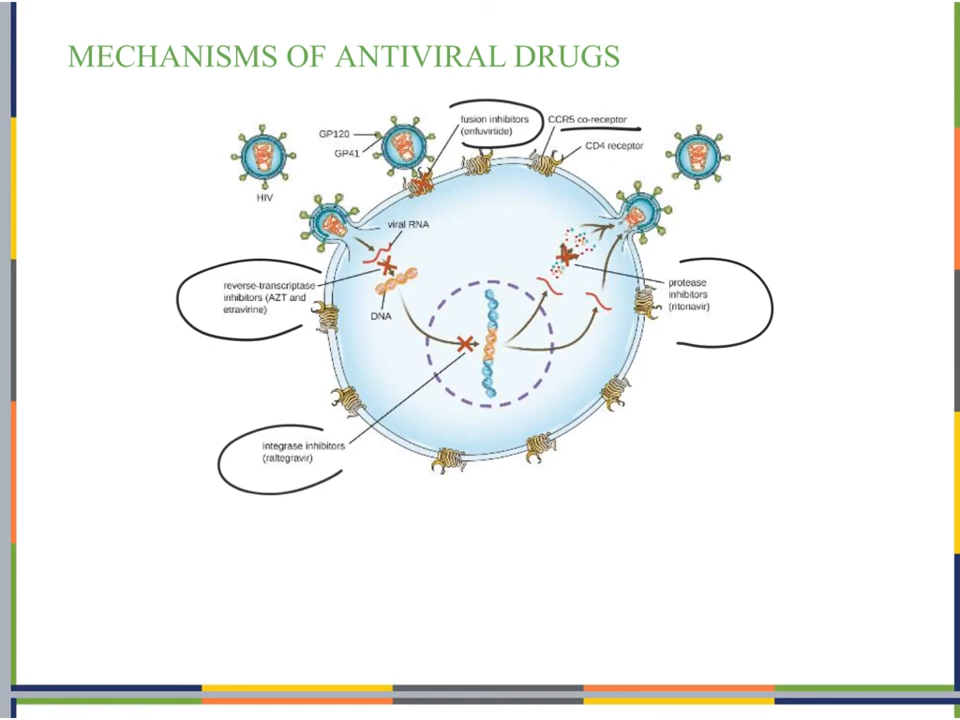 MECHANISMS OF ANTIVIRAL DRUGS
fusion inhibitors
(enfuvirtide)
CCR5 co-receptor
GP120
GP41
CD4 receptor
HIV
viral RNA
reverse-transcriptase
inhibitors (AZT and
etravirine)
DNA
protease
inhibitors
(ritonavir)
integrase inhibitors
(raltegravir)